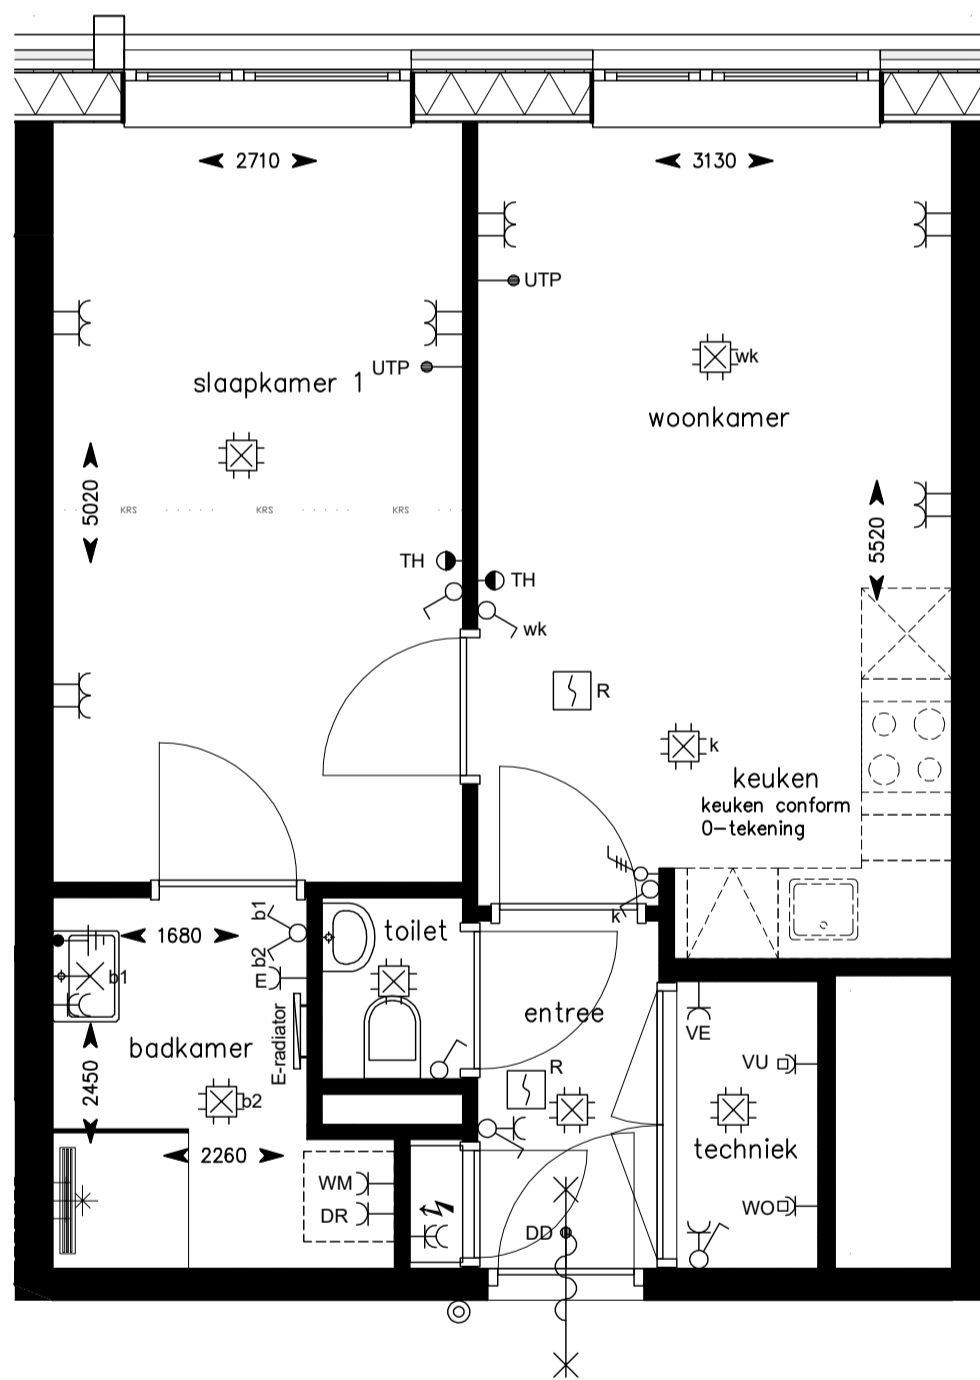 2710
3130
UTP
UTP
wk
slaapkamer 1
woonkamer
5020
KRS
KRS
KRS
5520
TH
TH
wk
R
k
keuken
keuken conform
0-tekening
k
b1
1680
b2
toilet
b1
E
entree
E-radiator
VE
badkamer
2450
R
VU
b2
techniek
2260
WM
DR
WO
DD